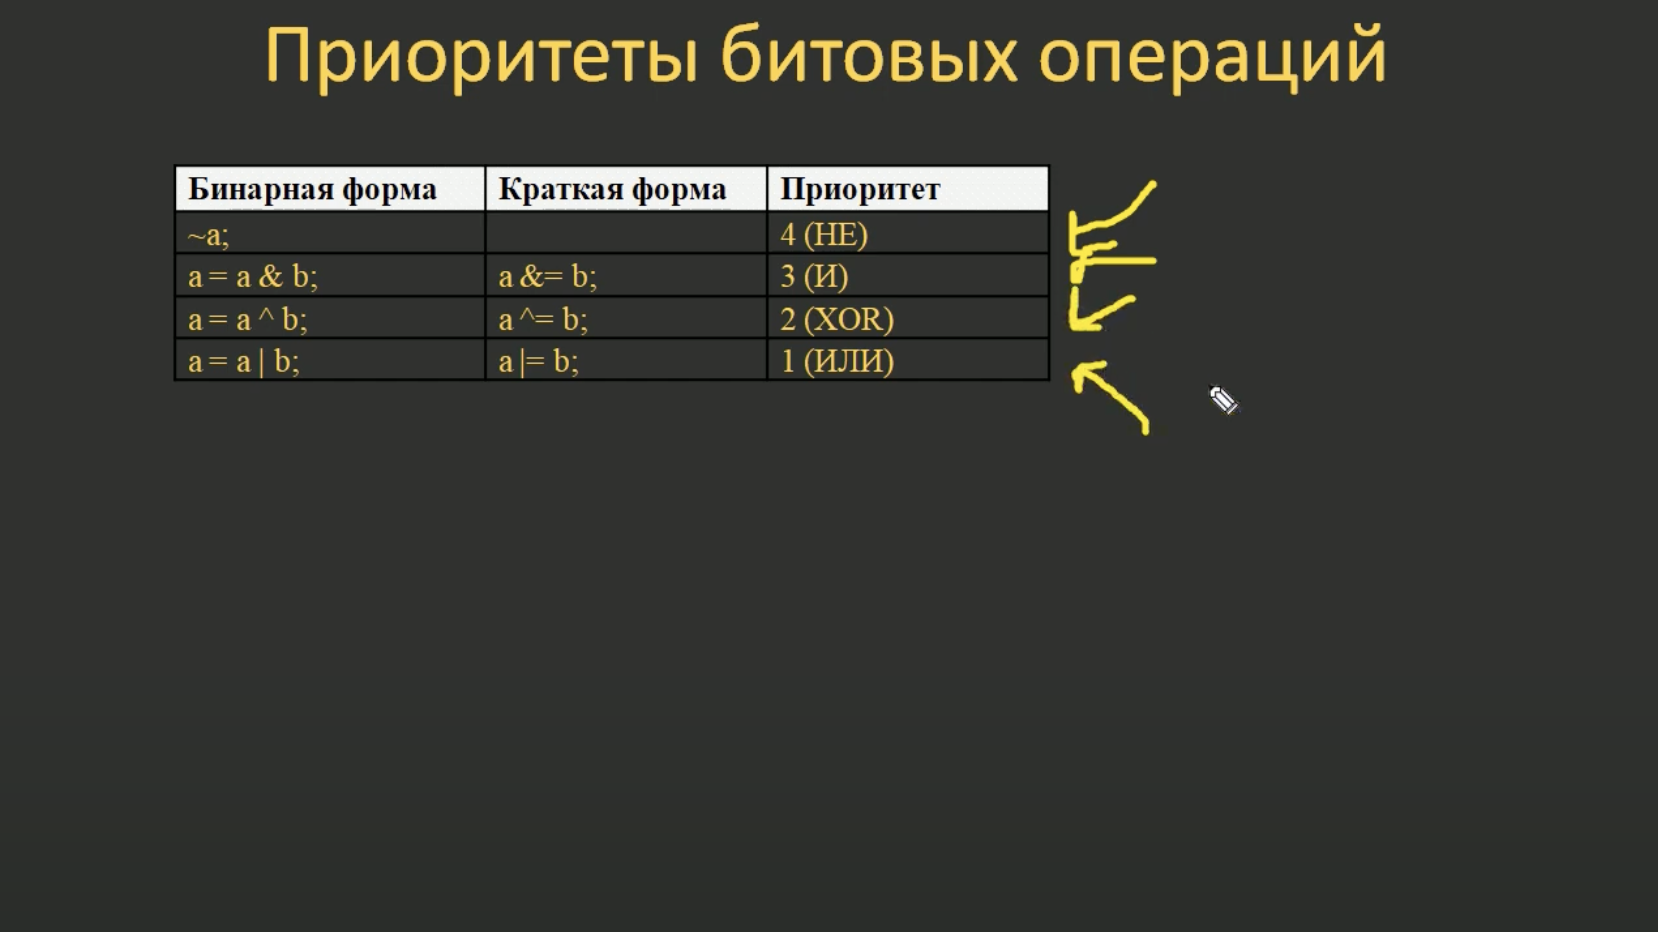 Приоритеты битовых операций
Бинарная форма Краткая форма Приоритет
~a; 4 (НЕ)
a = a & b; a &= b; 3 (И)
a = a ^ b; a ^= b; 2 (XOR)
a = a | b; a |= b; 1 (ИЛИ)